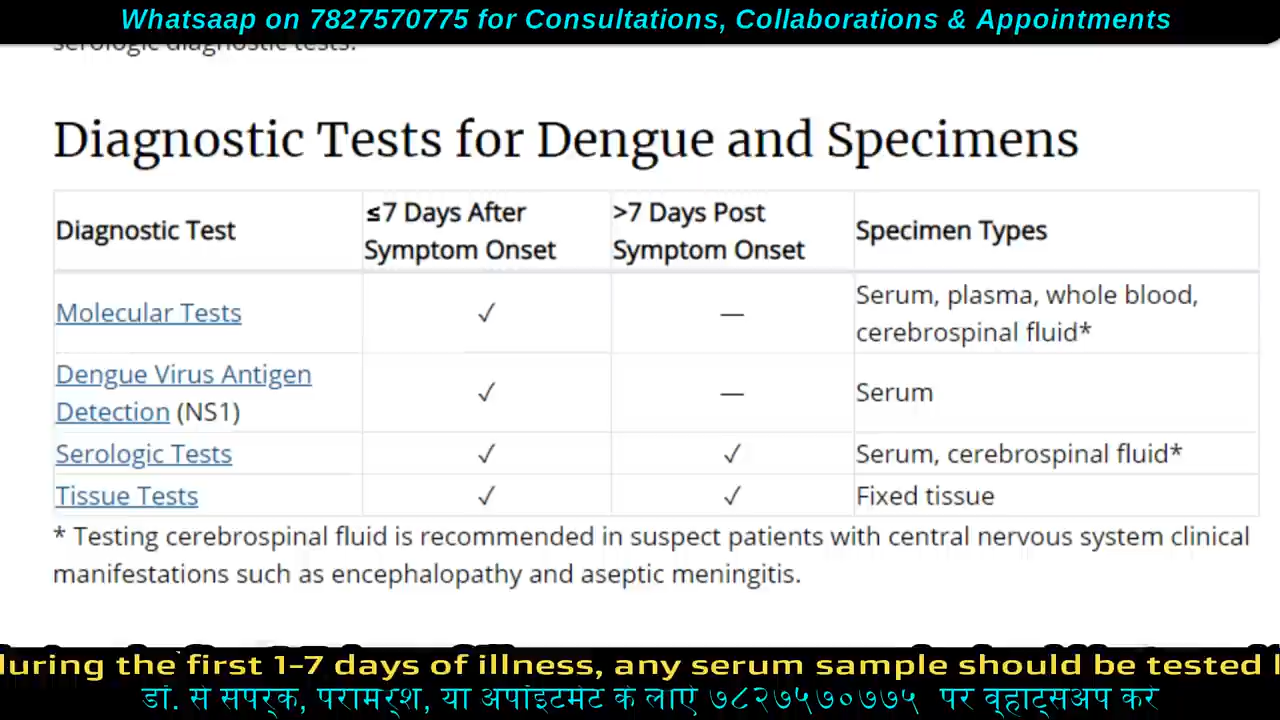 Whatsaap on 7827570775 for Consultations, Collaborations & Appointments
serologic diagnostic tests.
Diagnostic Tests for Dengue and Specimens
Diagnostic Test
≤7 Days After
Symptom Onset
>7 Days Post
Symptom Onset
Specimen Types
Molecular Tests
✓
—
Serum, plasma, whole blood,
cerebrospinal fluid*
Dengue Virus Antigen
Detection (NS1)
✓
—
Serum
Serologic Tests
✓
✓
Serum, cerebrospinal fluid*
Tissue Tests
✓
✓
Fixed tissue
* Testing cerebrospinal fluid is recommended in suspect patients with central nervous system clinical
manifestations such as encephalopathy and aseptic meningitis.
during the first 1-7 days of illness, any serum sample should be tested
डॉ. से संपर्क, परामर्श, या अपॉइंटमेंट के लिए ७८२७५७०७७५ पर व्हाट्सअप करें